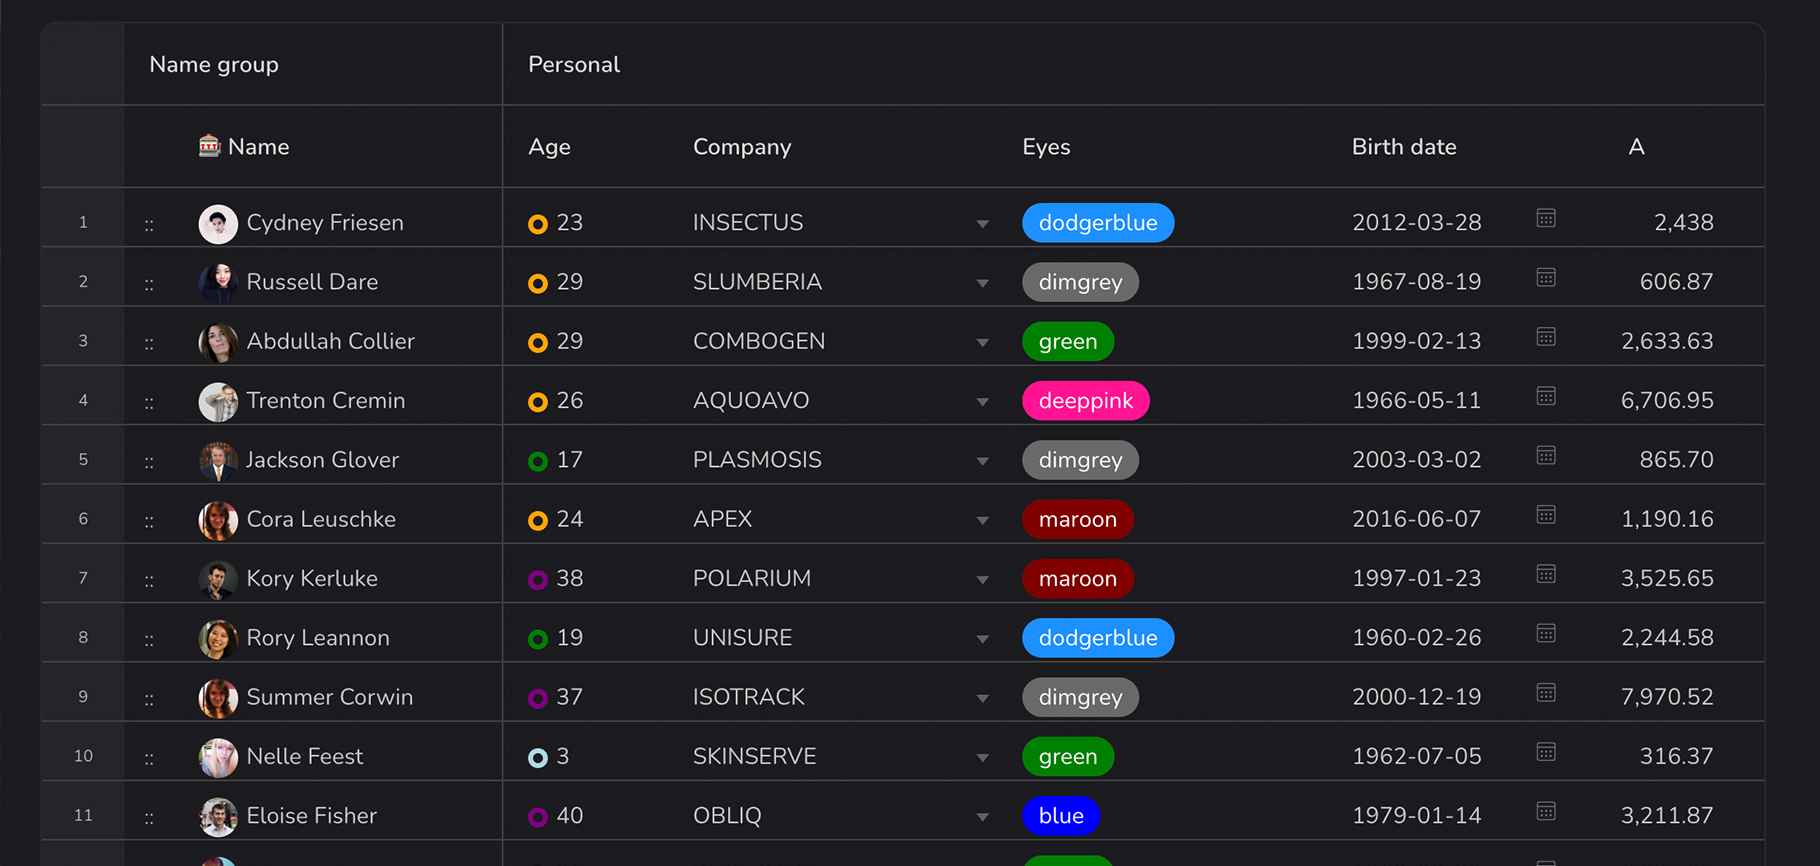 Name group Personal
Name Age Company Eyes Birth date A
1 Cydney Friesen 23 INSECTUS dodgerblue 2012-03-28 2,438
2 Russell Dare 29 SLUMBERIA dimgrey 1967-08-19 606.87
3 Abdullah Collier 29 COMBOGEN green 1999-02-13 2,633.63
4 Trenton Cremin 26 AQUOAVO deeppink 1966-05-11 6,706.95
5 Jackson Glover 17 PLASMOSIS dimgrey 2003-03-02 865.70
6 Cora Leuschke 24 APEX maroon 2016-06-07 1,190.16
7 Kory Kerluke 38 POLARIUM maroon 1997-01-23 3,525.65
8 Rory Leannon 19 UNISURE dodgerblue 1960-02-26 2,244.58
9 Summer Corwin 37 ISOTRACK dimgrey 2000-12-19 7,970.52
10 Nelle Feest 3 SKINSERVE green 1962-07-05 316.37
11 Eloise Fisher 40 OBLIQ blue 1979-01-14 3,211.87